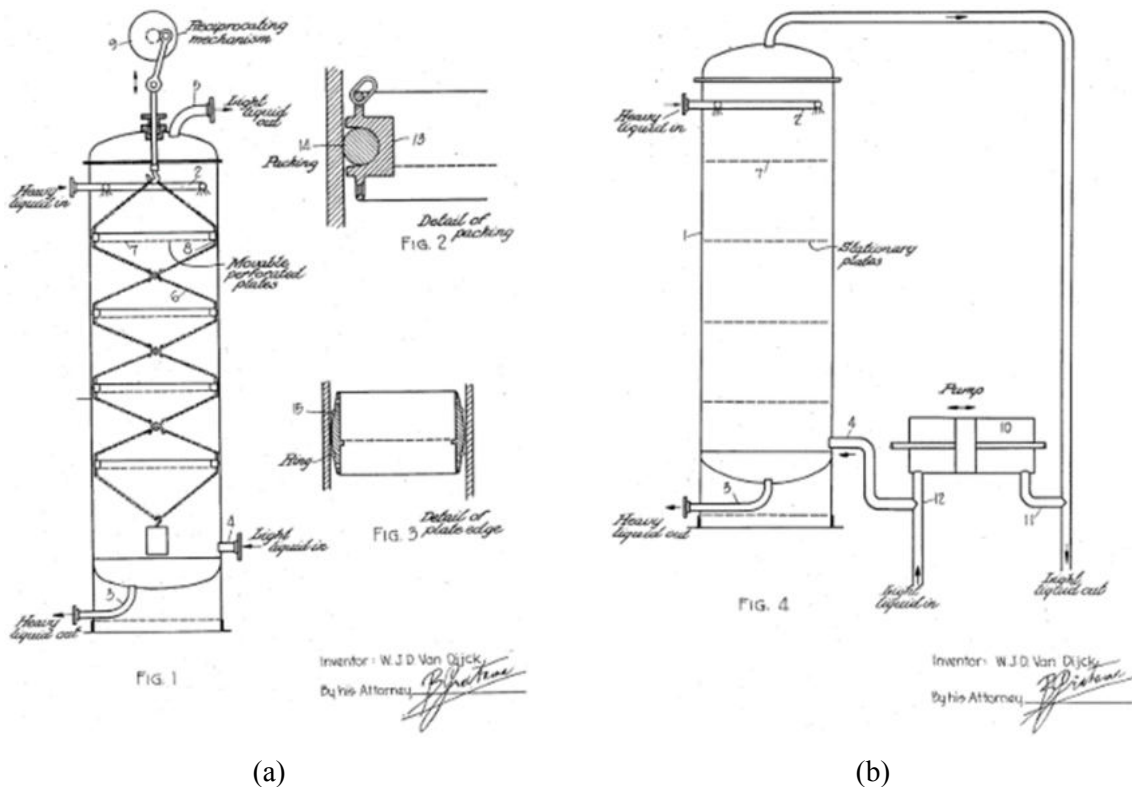 9
Reciprocating
mechanism
5
Light
liquid
out
2
Heavy
liquid in
7
8
Movable
perforated
plates
6
4
Light
liquid in
3
Heavy
liquid out
FIG. 1
14
13
Packing
Detail of
packing
FIG. 2
15
Ring
Detail of
plate edge
FIG. 3
Inventor: W.J.D. Van Dijck
By his Attorney
(a)
Heavy
liquid in
2
7
1
Stationary
plates
Pump
10
4
12
11
3
Heavy
liquid out
Light
liquid in
Light
liquid out
FIG. 4
Inventor: W.J.D. Van Dijck
By his Attorney
(b)